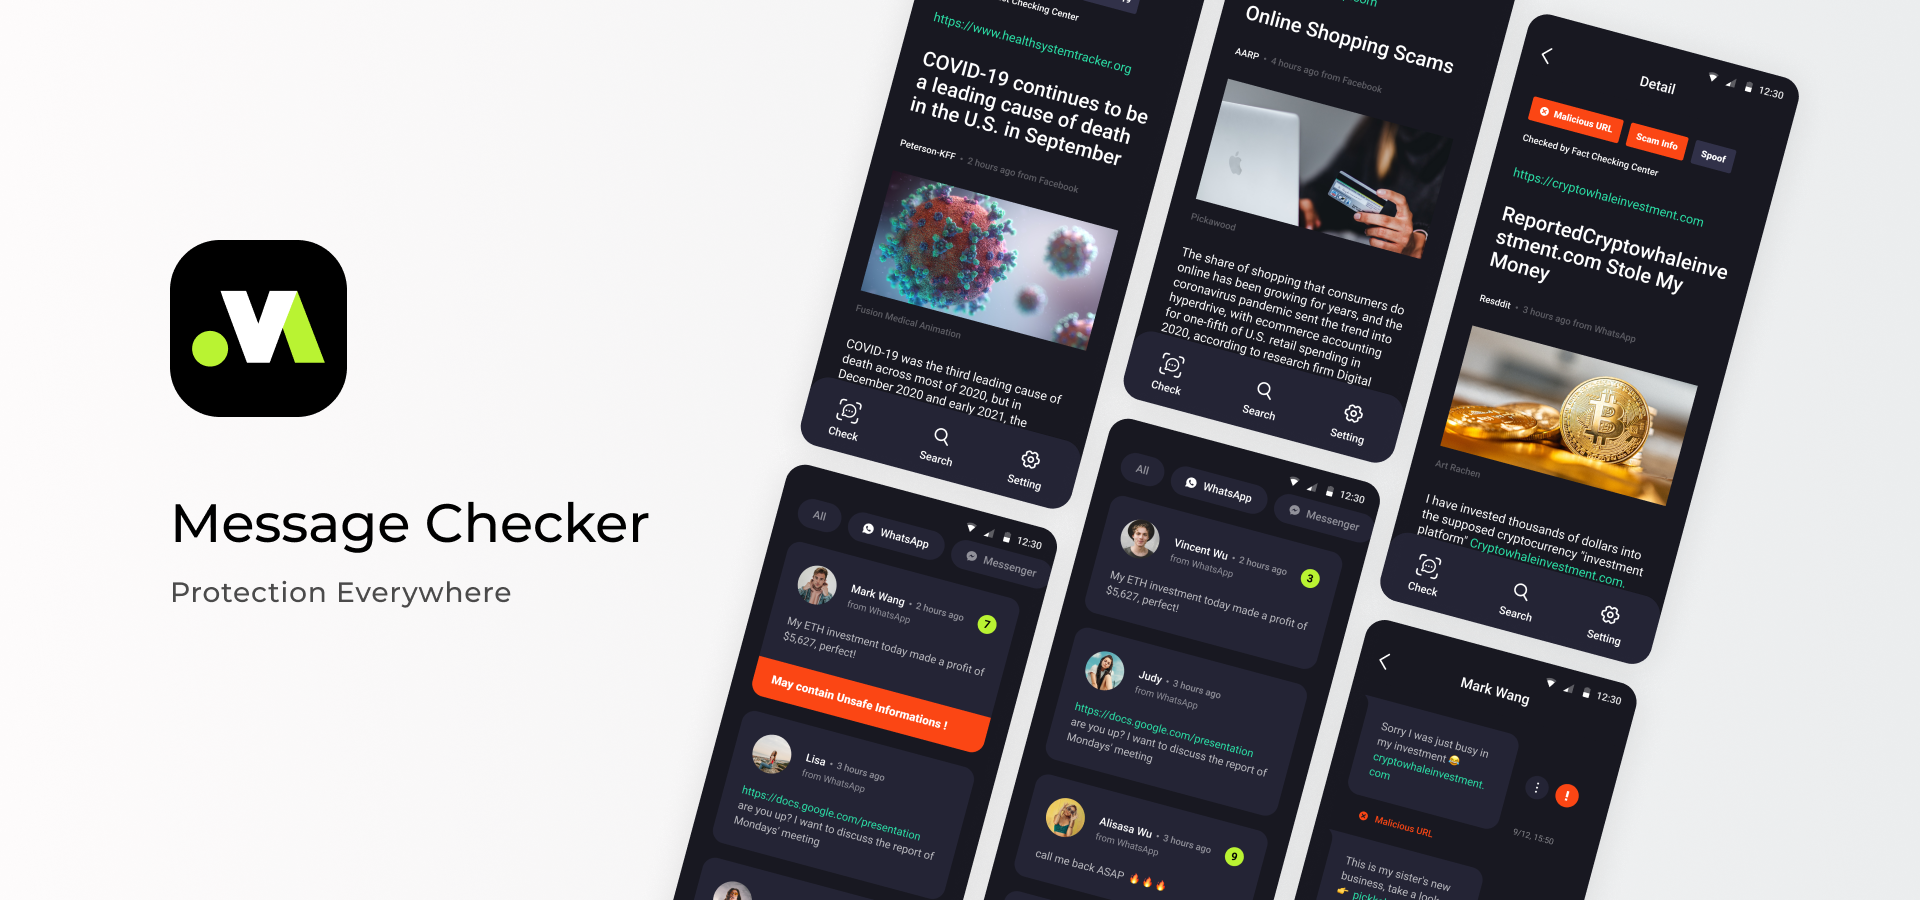 Message Checker
Protection Everywhere
ct Checking Center
https://www.healthsystemtracker.org
COVID-19 continues to be
a leading cause of death
in the U.S. in September
Peterson-KFF • 2 hours ago from Facebook
Fusion Medical Animation
COVID-19 was the third leading cause of
death across most of 2020, but in
December 2020 and early 2021, the
Check
Search
Setting
Online Shopping Scams
AARP • 4 hours ago from Facebook
Pickawood
The share of shopping that consumers do
online has been growing for years, and the
coronavirus pandemic sent the trend into
hyperdrive, with ecommerce accounting
for one-fifth of U.S. retail spending in
2020, according to research firm Digital
Check
Search
Setting
12:30
Detail
Malicious URL
Scam Info
Spoof
Checked by Fact Checking Center
https://cryptowhaleinvestment.com
ReportedCryptowhaleinve
stment.com Stole My
Money
Resddit • 3 hours ago from WhatsApp
Art Rachen
I have invested thousands of dollars into
the supposed cryptocurrency "investment
platform" Cryptowhaleinvestment.com.
Check
Search
Setting
12:30
All
WhatsApp
Messenger
Mark Wang • 2 hours ago
from WhatsApp
7
My ETH investment today made a profit of
$5,627, perfect!
May contain Unsafe Informations !
Lisa • 3 hours ago
from WhatsApp
https://docs.google.com/presentation
are you up? I want to discuss the report of
Mondays' meeting
12:30
All
WhatsApp
Messenger
Vincent Wu • 2 hours ago
from WhatsApp
3
My ETH investment today made a profit of
$5,627, perfect!
Judy • 3 hours ago
from WhatsApp
https://docs.google.com/presentation
are you up? I want to discuss the report of
Mondays' meeting
Alisasa Wu • 3 hours ago
from WhatsApp
9
call me back ASAP 🔥🔥🔥
12:30
Mark Wang
Sorry I was just busy in
my investment 😂
cryptowhaleinvestment.
com
Malicious URL
9/12, 15:50
This is my sister's new
business, take a look
👉